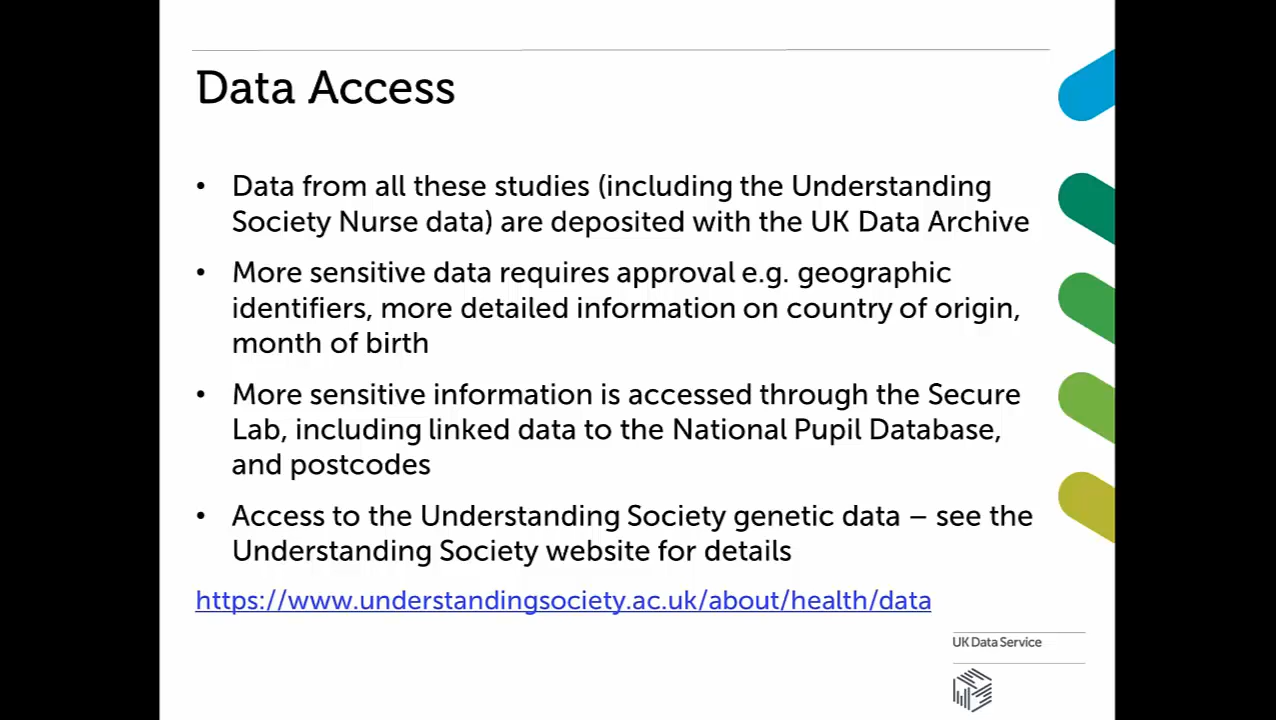 Data Access
• Data from all these studies (including the Understanding
Society Nurse data) are deposited with the UK Data Archive
• More sensitive data requires approval e.g. geographic
identifiers, more detailed information on country of origin,
month of birth
• More sensitive information is accessed through the Secure
Lab, including linked data to the National Pupil Database,
and postcodes
• Access to the Understanding Society genetic data – see the
Understanding Society website for details
https://www.understandingsociety.ac.uk/about/health/data
UK Data Service